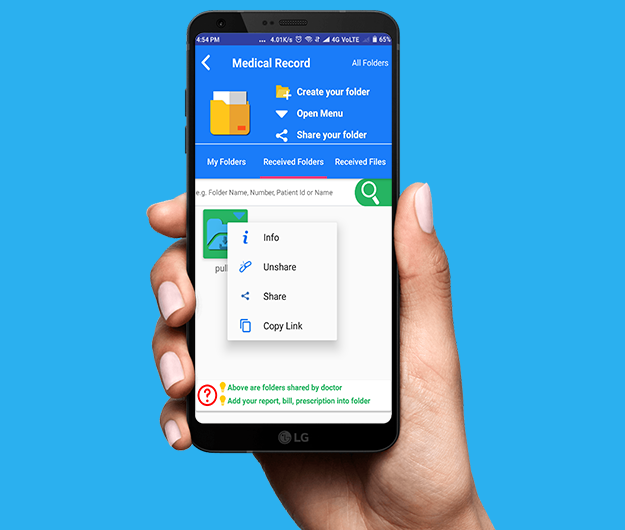 4:54 PM ... 4.01K/s 4G VoLTE 65%
Medical Record All Folders
Create your folder
Open Menu
Share your folder
My Folders Received Folders Received Files
e.g. Folder Name, Number, Patient Id or Name
Info
pull
Unshare
Share
Copy Link
? Above are folders shared by doctor
Add your report, bill, prescription into folder
LG